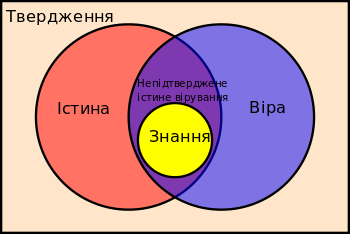 Твердження
Непідтверджене
істине вірування
Істина
Віра
Знання